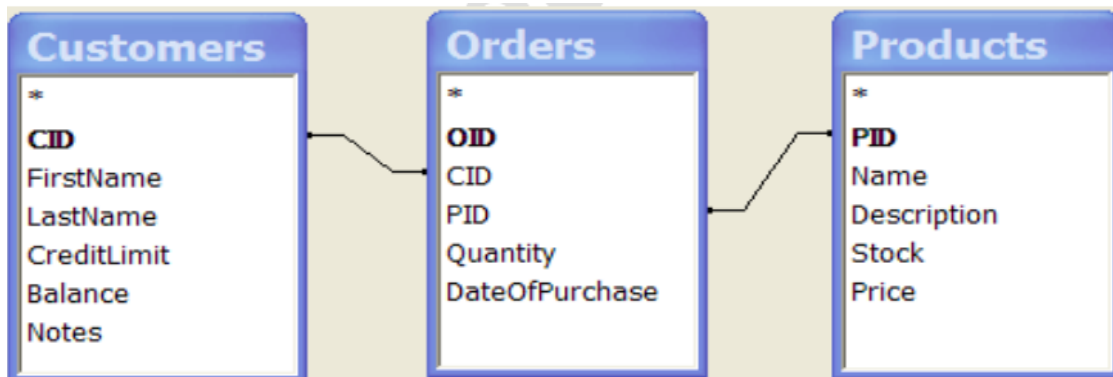 Customers
*
CID
FirstName
LastName
CreditLimit
Balance
Notes
Orders
*
OID
CID
PID
Quantity
DateOfPurchase
Products
*
PID
Name
Description
Stock
Price